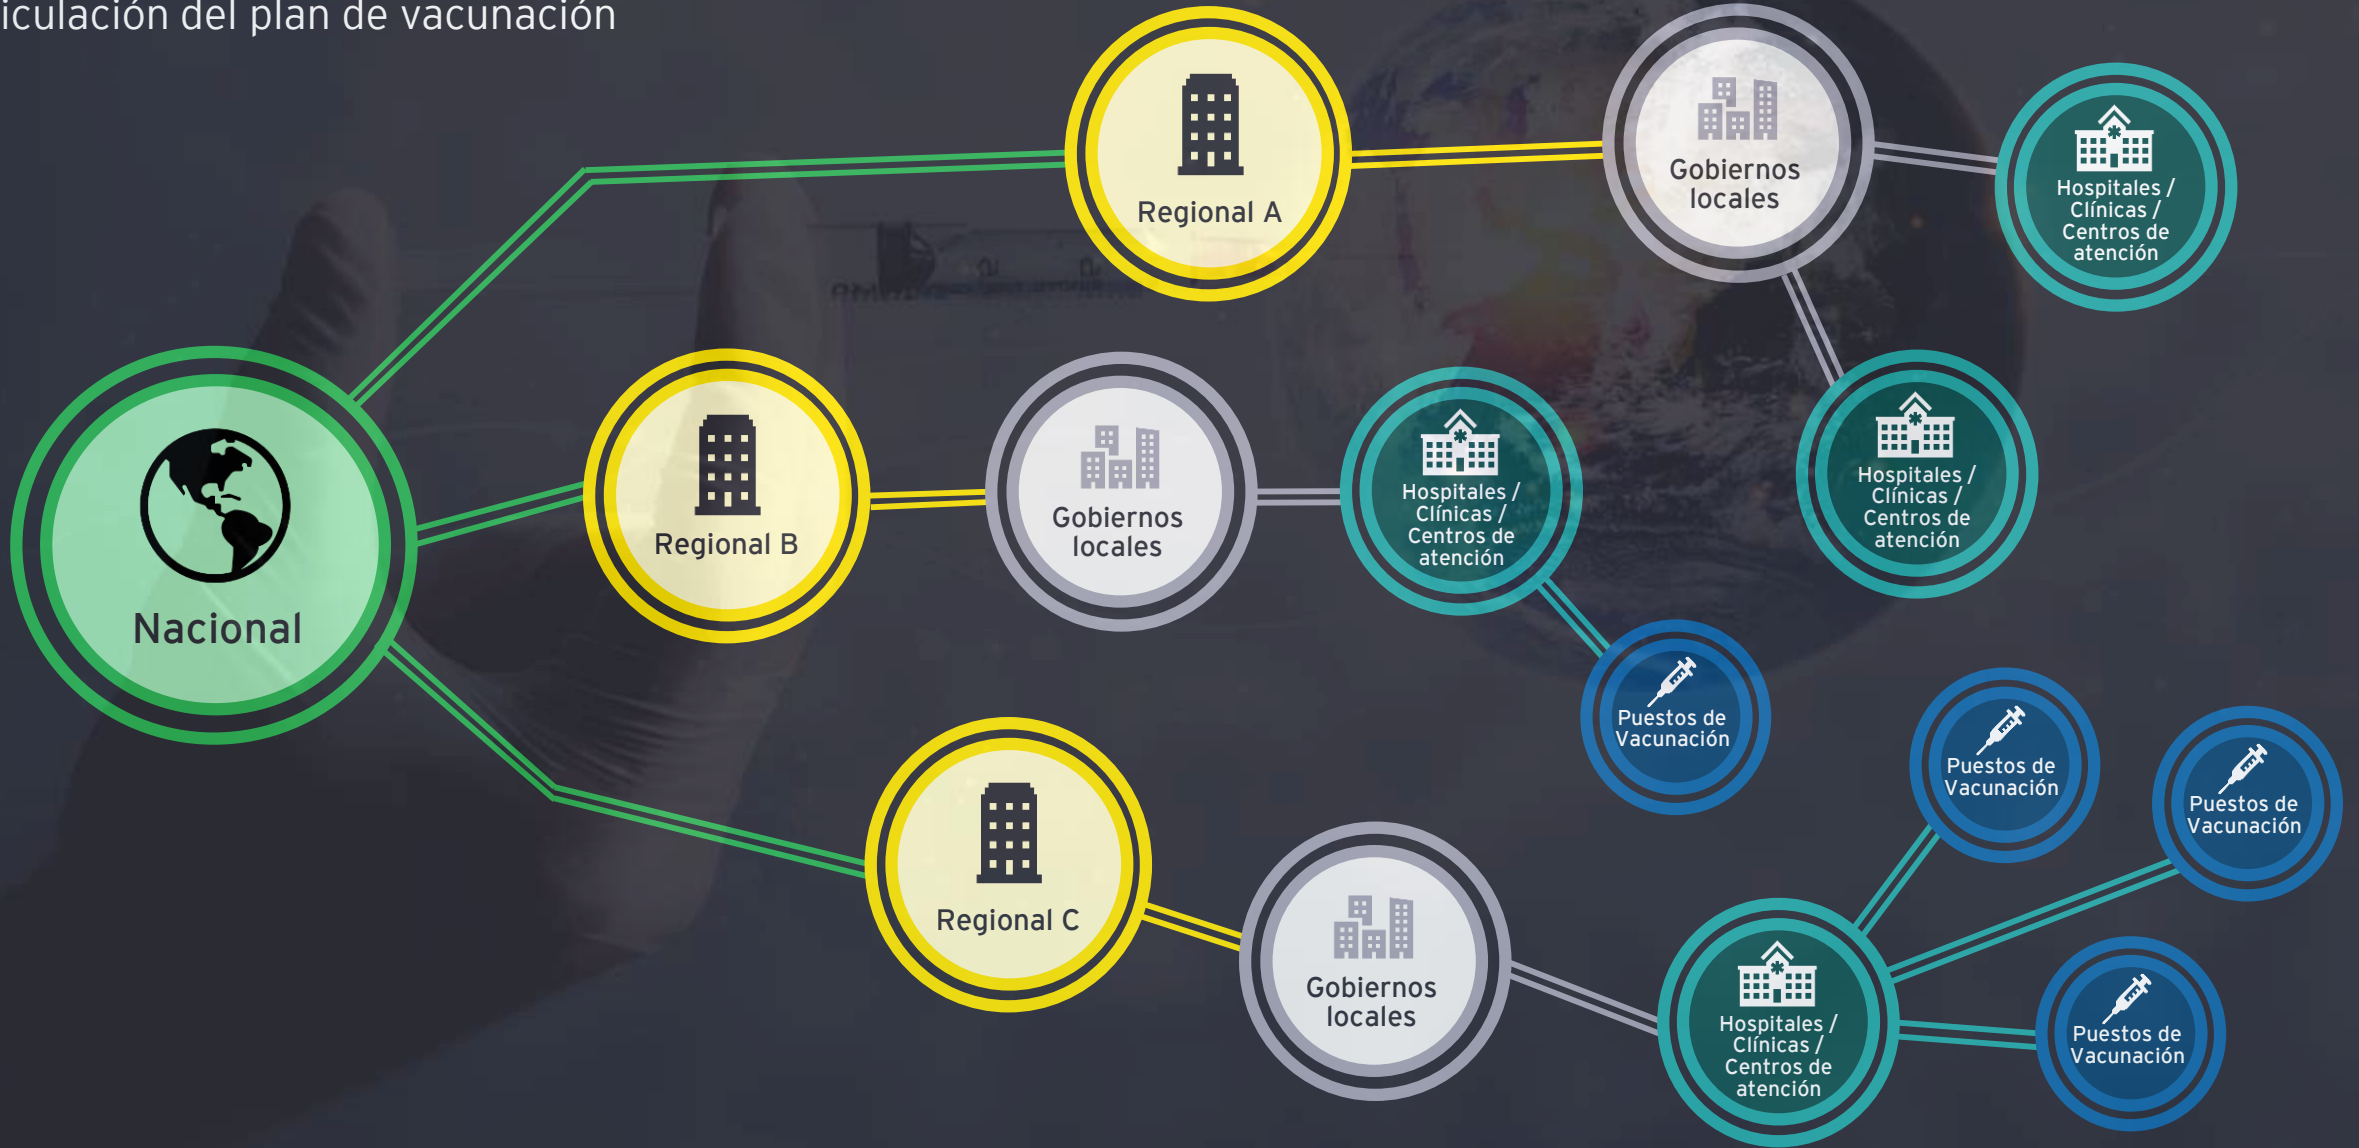 iculación del plan de vacunación
Regional A
Gobiernos
locales
Hospitales /
Clínicas /
Centros de
atención
Hospitales /
Clínicas /
Centros de
atención
Nacional
Regional B
Gobiernos
locales
Hospitales /
Clínicas /
Centros de
atención
Puestos de
Vacunación
Regional C
Gobiernos
locales
Hospitales /
Clínicas /
Centros de
atención
Puestos de
Vacunación
Puestos de
Vacunación
Puestos de
Vacunación